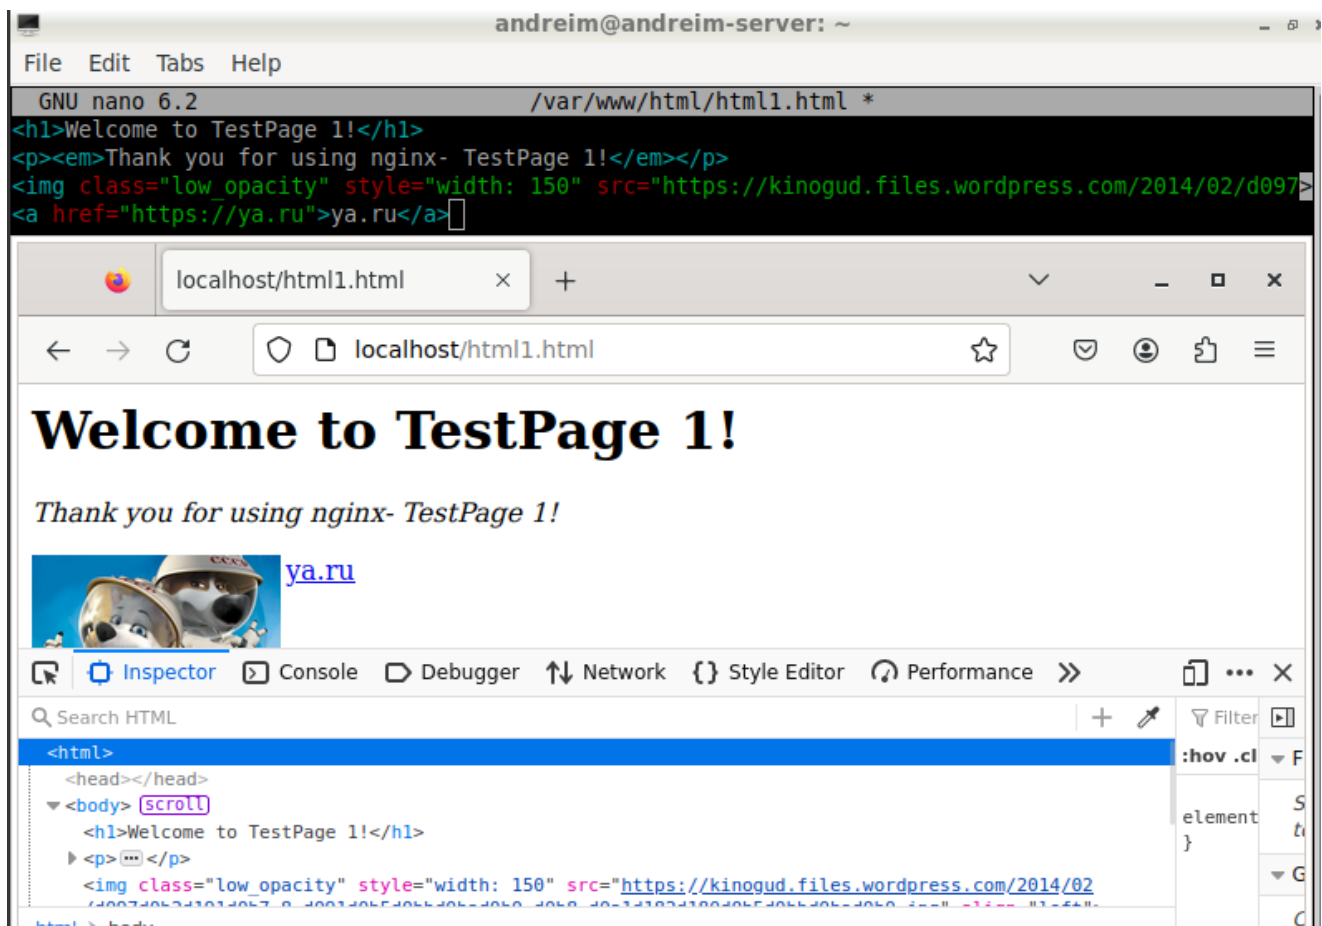 andreim@andreim-server: ~
File Edit Tabs Help
GNU nano 6.2 /var/www/html/html1.html *
<h1>Welcome to TestPage 1!</h1>
<p><em>Thank you for using nginx- TestPage 1!</em></p>
<img class="low_opacity" style="width: 150" src="https://kinogud.files.wordpress.com/2014/02/d097>
<a href="https://ya.ru">ya.ru</a>
localhost/html1.html
localhost/html1.html
Welcome to TestPage 1!
Thank you for using nginx- TestPage 1!
СССР
ya.ru
Inspector Console Debugger Network {} Style Editor Performance
Search HTML Filter
<html>
:hov .cl F
<head></head>
<body> scroll
<h1>Welcome to TestPage 1!</h1>
element
}
<p> </p>
<img class="low_opacity" style="width: 150" src="https://kinogud.files.wordpress.com/2014/02
G
html > body